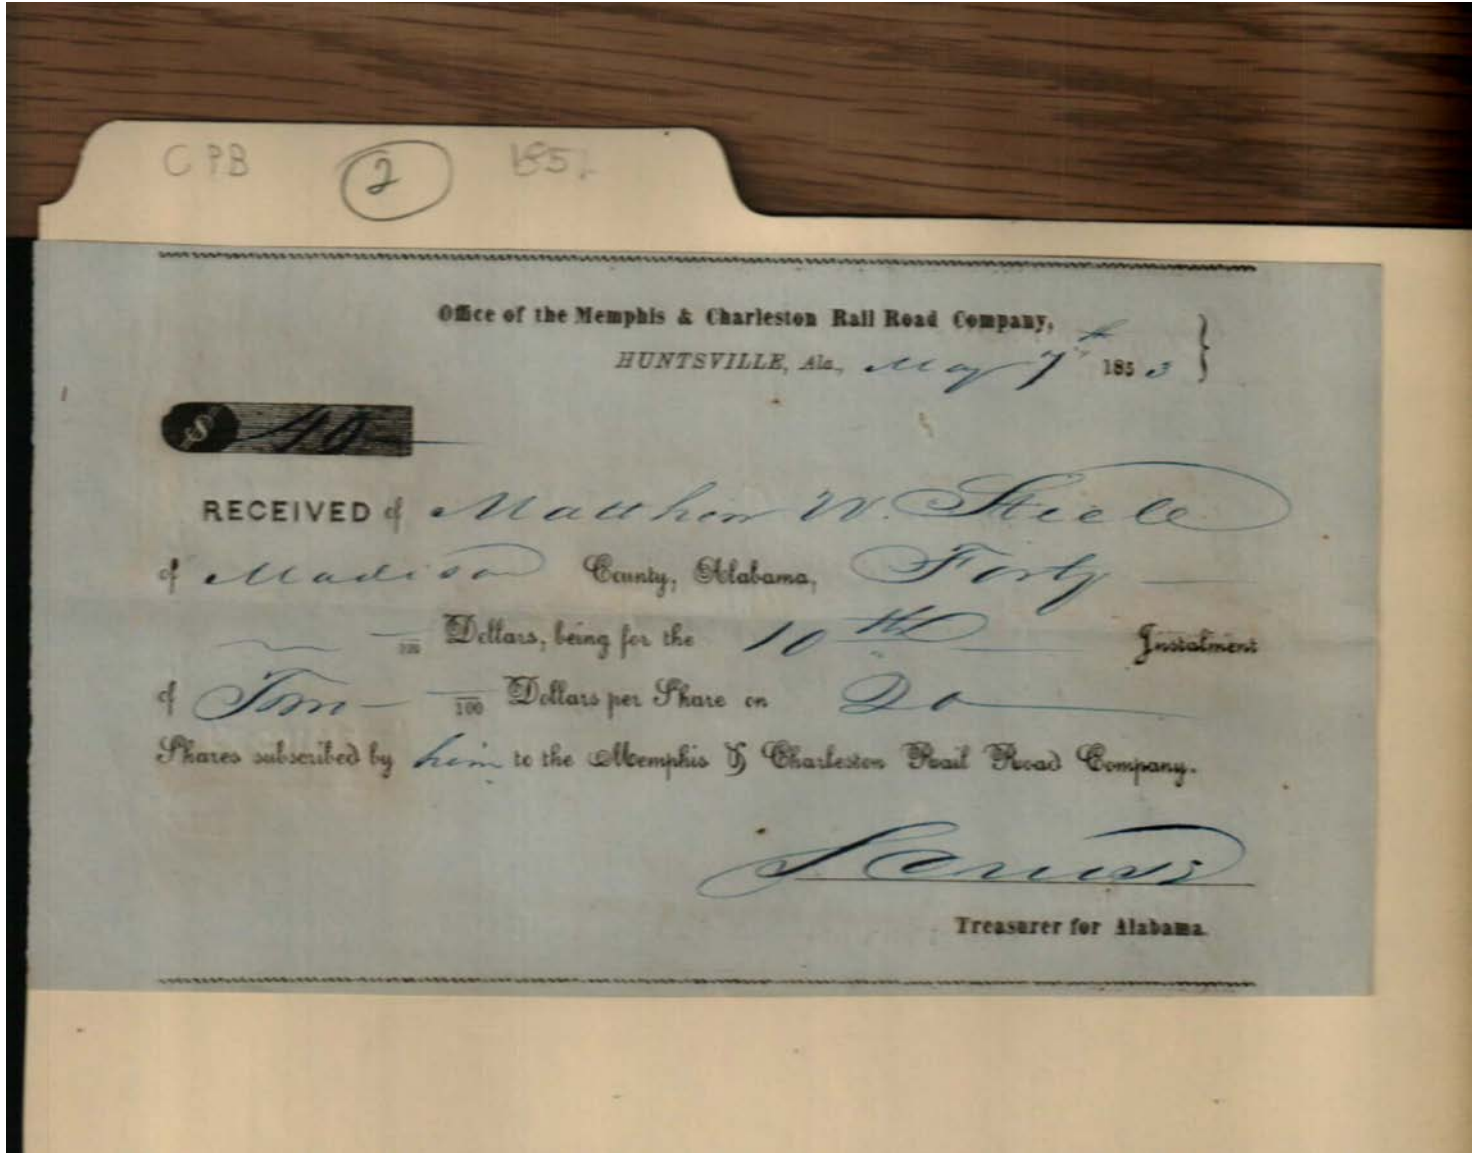 CPB 2 185
Office of the Memphis & Charleston Rail Road Company,
HUNTSVILLE, Ala., May 7th 1853
$ 40
RECEIVED of Matthew W. Steele
of Madison County, Alabama, Forty
/100 Dollars, being for the 10th Instalment
of Two /100 Dollars per Share on 20
Shares subscribed by him to the Memphis & Charleston Rail Road Company.
Treasurer for Alabama.